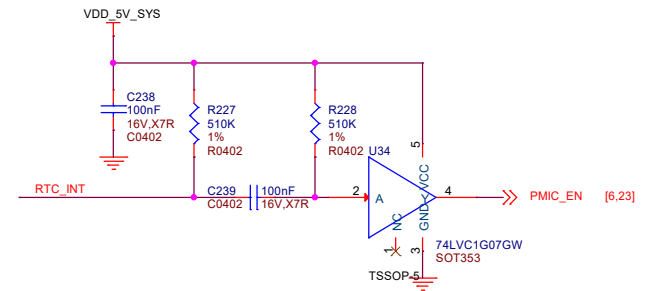 VDD_5V_SYS
C238
100nF
16V,X7R
C0402
R227
510K
1%
R0402
R228
510K
1%
R0402
U34
5
VCC
RTC_INT
C239
C0402
100nF
16V,X7R
2
A
Y
4
PMIC_EN
[6,23]
NC
GND
1
3
74LVC1G07GW
SOT353
TSSOP-5